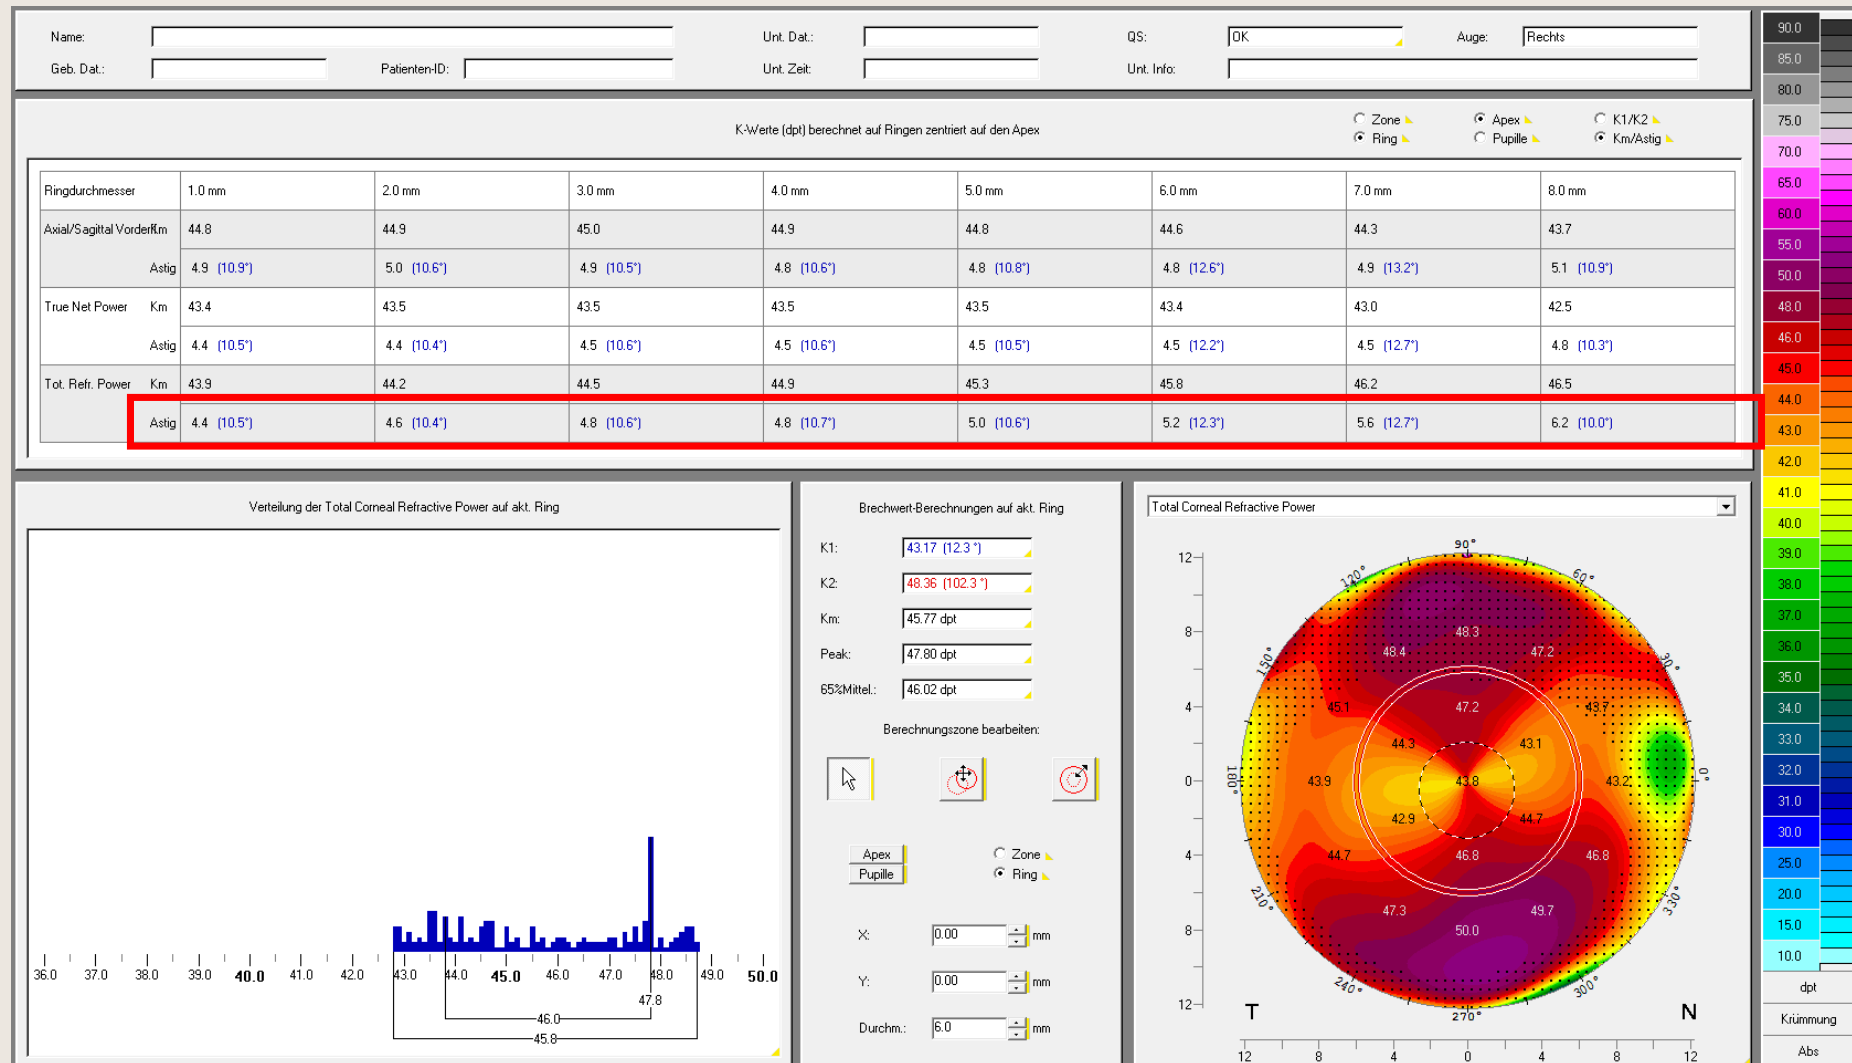 Name: Unt. Dat.: QS: OK Auge: Rechts
Geb. Dat.: Patienten-ID: Unt. Zeit: Unt. Info:
K-Werte (dpt) berechnet auf Ringen zentriert auf den Apex
Zone Apex K1/K2
Ring Pupille Km/Astig
Ringdurchmesser 1.0 mm 2.0 mm 3.0 mm 4.0 mm 5.0 mm 6.0 mm 7.0 mm 8.0 mm
Axial/Sagittal Vorderfl. Km 44.8 44.9 45.0 44.9 44.8 44.6 44.3 43.7
Astig 4.9 (10.9°) 5.0 (10.6°) 4.9 (10.5°) 4.8 (10.6°) 4.8 (10.8°) 4.8 (12.6°) 4.9 (13.2°) 5.1 (10.9°)
True Net Power Km 43.4 43.5 43.5 43.5 43.5 43.4 43.0 42.5
Astig 4.4 (10.5°) 4.4 (10.4°) 4.5 (10.6°) 4.5 (10.6°) 4.5 (10.5°) 4.5 (12.2°) 4.5 (12.7°) 4.8 (10.3°)
Tot. Refr. Power Km 43.9 44.2 44.5 44.9 45.3 45.8 46.2 46.5
Astig 4.4 (10.5°) 4.6 (10.4°) 4.8 (10.6°) 4.8 (10.7°) 5.0 (10.6°) 5.2 (12.3°) 5.6 (12.7°) 6.2 (10.0°)
Verteilung der Total Corneal Refractive Power auf akt. Ring
36.0 37.0 38.0 39.0 40.0 41.0 42.0 43.0 44.0 45.0 46.0 47.0 48.0 49.0 50.0
47.8
46.0
45.8
Brechwert-Berechnungen auf akt. Ring
K1: 43.17 (12.3 °)
K2: 48.36 (102.3 °)
Km: 45.77 dpt
Peak: 47.80 dpt
65%Mittel.: 46.02 dpt
Berechnungszone bearbeiten:
Apex Zone
Pupille Ring
X: 0.00 mm
Y: 0.00 mm
Durchm.: 6.0 mm
Total Corneal Refractive Power
90°
120° 60°
150° 30°
180° 0°
210° 330°
240° 300°
270°
12
8
4
0
4
8
12
48.3
48.4 47.2
45.1 47.2 43.7
44.3 43.1
43.9 43.8 43.2
42.9 44.7
44.7 46.8 46.8
47.3 49.7
50.0
T N
12 8 4 0 4 8 12
90.0
85.0
80.0
75.0
70.0
65.0
60.0
55.0
50.0
48.0
46.0
45.0
44.0
43.0
42.0
41.0
40.0
39.0
38.0
37.0
36.0
35.0
34.0
33.0
32.0
31.0
30.0
25.0
20.0
15.0
10.0
dpt
Krümmung
Abs